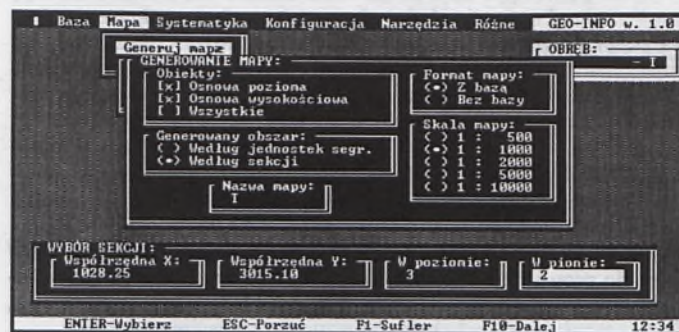 Baza Mapa Systematyka Konfiguracja Narzędzia Różne GEO-INFO w. 1.0
Generuj mapę
OBRĘB:
- I
GENEROWANIE MAPY:
Obiekty:
[x] Osnowa pozioma
[x] Osnowa wysokościowa
[ ] Wszystkie
Format mapy:
(•) Z bazą
( ) Bez bazy
Generowany obszar:
( ) Według jednostek segr.
(•) Według sekcji
Skala mapy:
( ) 1 : 500
(•) 1 : 1000
( ) 1 : 2000
( ) 1 : 5000
( ) 1 : 10000
Nazwa mapy:
I
WYBÓR SEKCJI:
Współrzędna X:
1028.25
Współrzędna Y:
3015.10
W poziomie:
3
W pionie:
2
ENTER-Wybierz ESC-Porzuć F1-Sufler F10-Dalej 12:34